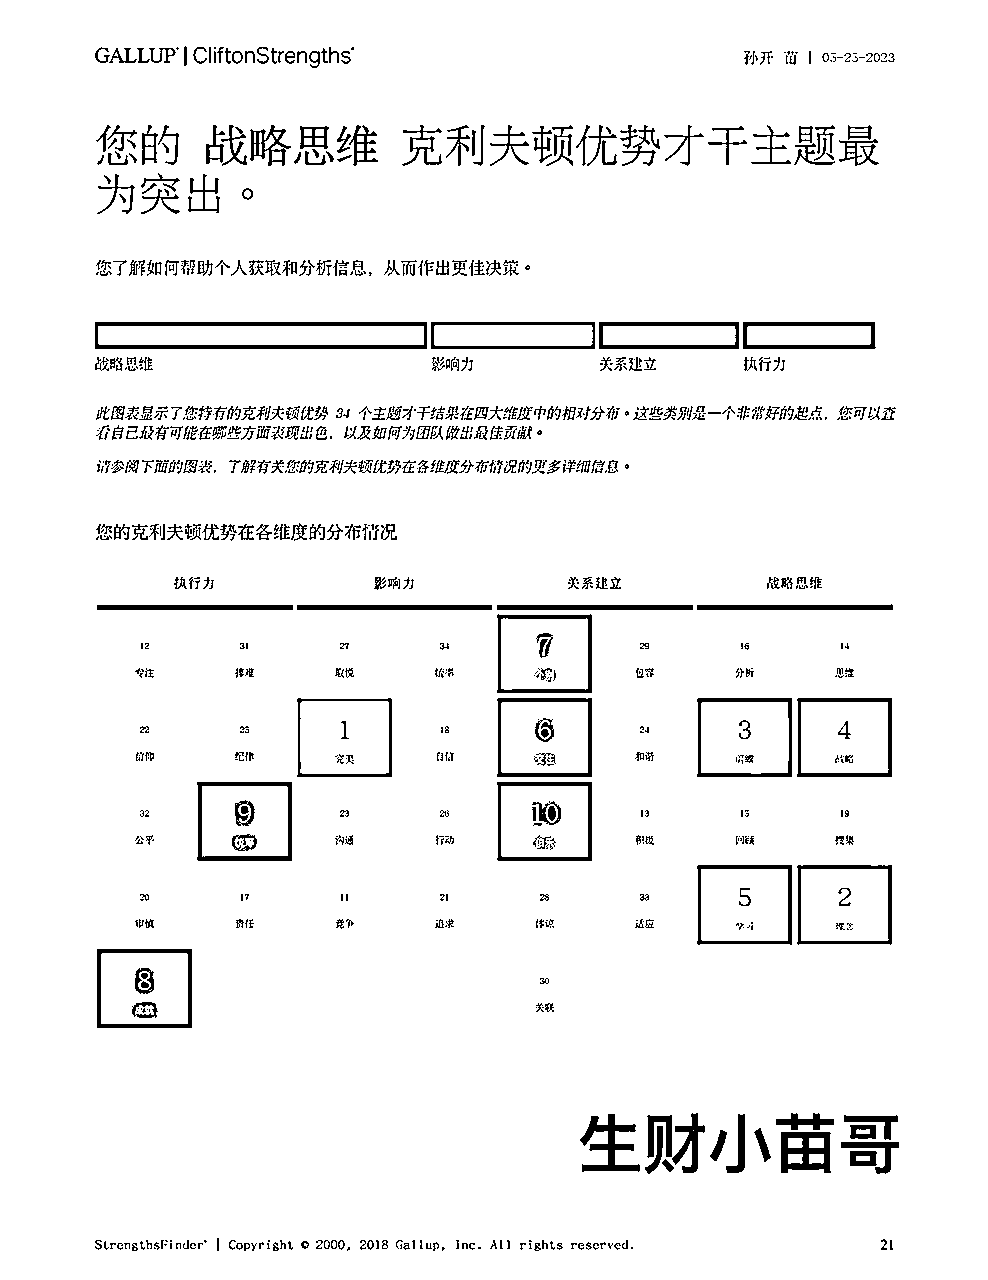 GALLUP® | CliftonStrengths®
孙开 苗 | 05-25-2023
您的 战略思维 克利夫顿优势才干主题最
为突出。
您了解如何帮助个人获取和分析信息，从而作出更佳决策。
战略思维 影响力 关系建立 执行力
此图表显示了您特有的克利夫顿优势 34 个主题才干结果在四大维度中的相对分布。这些类别是一个非常好的起点，您可以查
看自己最有可能在哪些方面表现出色，以及如何为团队做出最佳贡献。
请参阅下面的图表，了解有关您的克利夫顿优势在各维度分布情况的更多详细信息。
您的克利夫顿优势在各维度的分布情况
执行力 影响力 关系建立 战略思维
12 31 27 34 7 29 16 14
专注 排难 取悦 统率 包容 分析 思维
22 25 1 18 6 24 3 4
信仰 纪律 完美 自信 和谐 前瞻 战略
32 9 23 26 10 13 15 19
公平 沟通 行动 积极 回顾 搜集
20 17 11 21 28 33 5 2
审慎 责任 竞争 追求 体谅 适应 学习 理念
8 30
关联
生财小苗哥
StrengthsFinder® | Copyright © 2000, 2018 Gallup, Inc. All rights reserved.
21